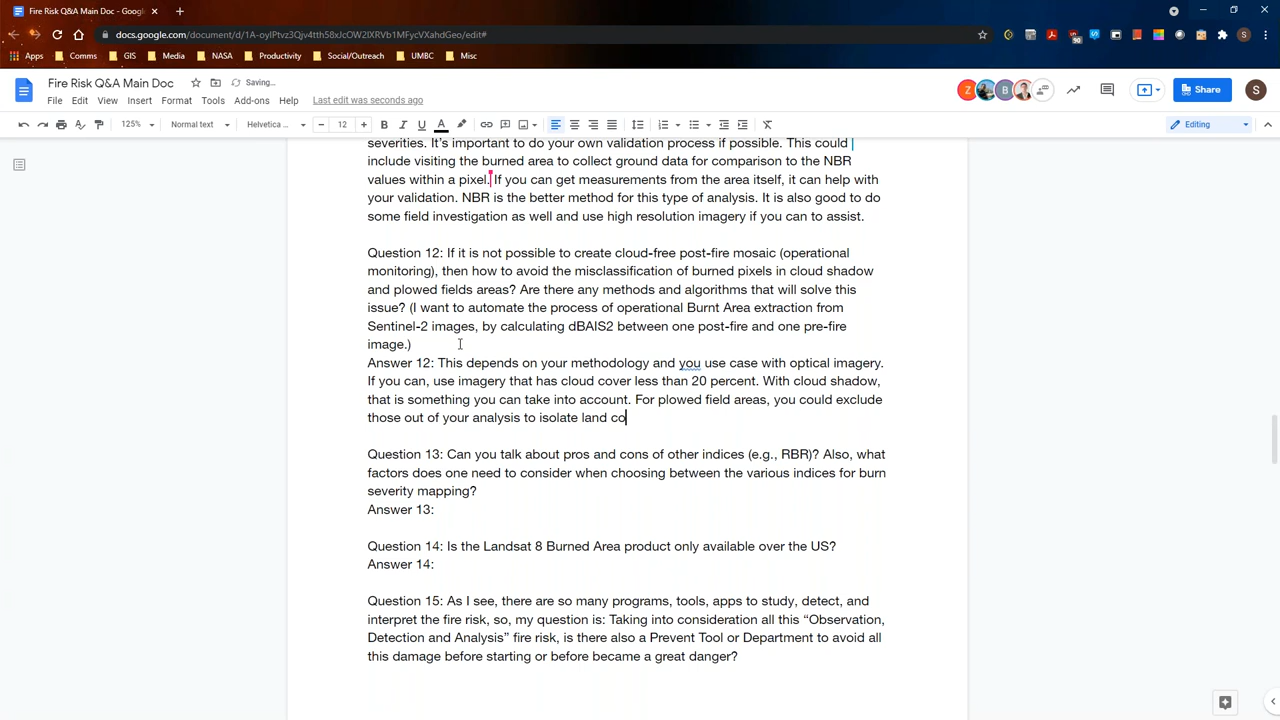 Fire Risk Q&A Main Doc - Googl
docs.google.com/document/d/1A-oylPtvz3Qjv4tth58xJcOW2IXRVb1MFycVXahdGeo/edit#
Apps Comms GIS Media NASA Productivity Social/Outreach UMBC Misc
Fire Risk Q&A Main Doc Saving...
File Edit View Insert Format Tools Add-ons Help Last edit was seconds ago
Z B Share S
125% Normal text Helvetica ... 12 B I U A Editing
severities. It's important to do your own validation process if possible. This could
include visiting the burned area to collect ground data for comparison to the NBR
values within a pixel. If you can get measurements from the area itself, it can help with
your validation. NBR is the better method for this type of analysis. It is also good to do
some field investigation as well and use high resolution imagery if you can to assist.
Question 12: If it is not possible to create cloud-free post-fire mosaic (operational
monitoring), then how to avoid the misclassification of burned pixels in cloud shadow
and plowed fields areas? Are there any methods and algorithms that will solve this
issue? (I want to automate the process of operational Burnt Area extraction from
Sentinel-2 images, by calculating dBAIS2 between one post-fire and one pre-fire
image.)
Answer 12: This depends on your methodology and you use case with optical imagery.
If you can, use imagery that has cloud cover less than 20 percent. With cloud shadow,
that is something you can take into account. For plowed field areas, you could exclude
those out of your analysis to isolate land co
Question 13: Can you talk about pros and cons of other indices (e.g., RBR)? Also, what
factors does one need to consider when choosing between the various indices for burn
severity mapping?
Answer 13:
Question 14: Is the Landsat 8 Burned Area product only available over the US?
Answer 14:
Question 15: As I see, there are so many programs, tools, apps to study, detect, and
interpret the fire risk, so, my question is: Taking into consideration all this “Observation,
Detection and Analysis” fire risk, is there also a Prevent Tool or Department to avoid all
this damage before starting or before became a great danger?